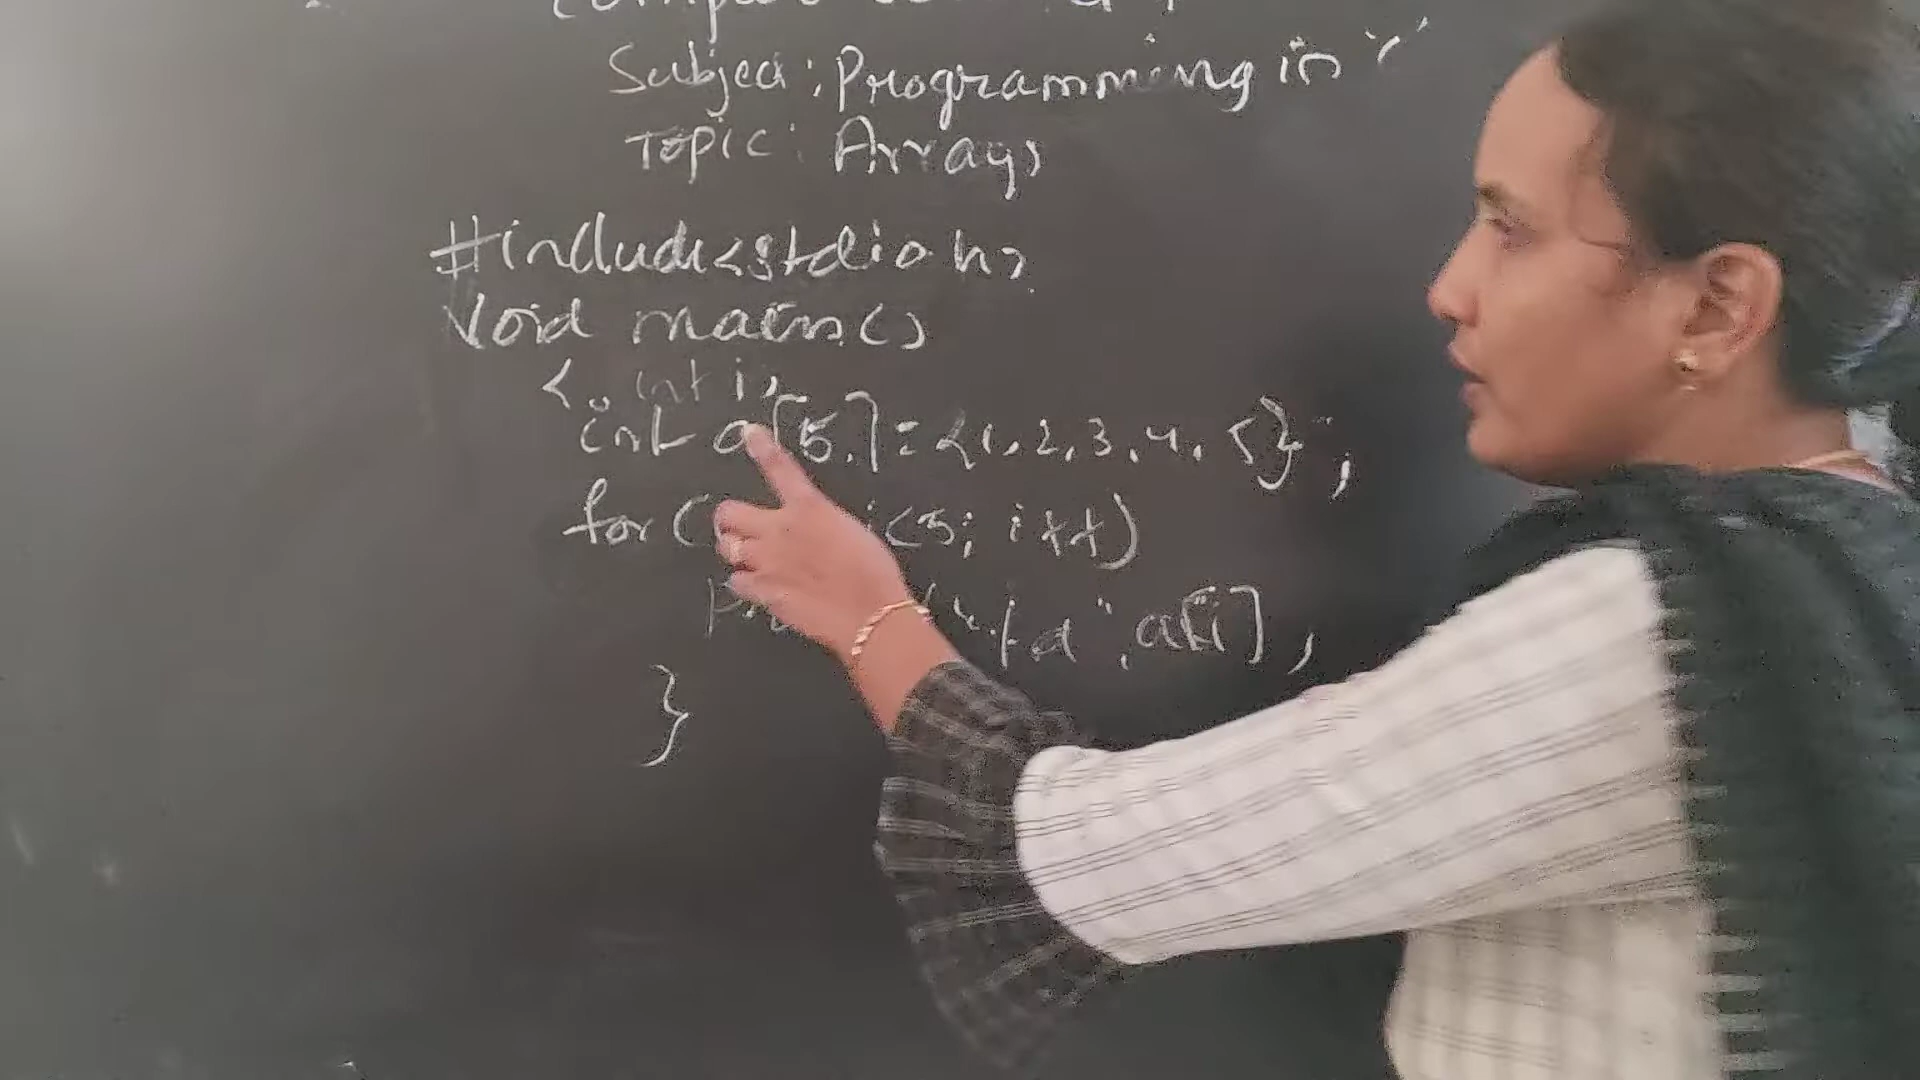 Subject: Programming in
Topic: Arrays
#include<stdio.h>
Void main()
{ int i;
int a[5]={1,2,3,4,5};
for( i<5; i++)
d",a[i];
}